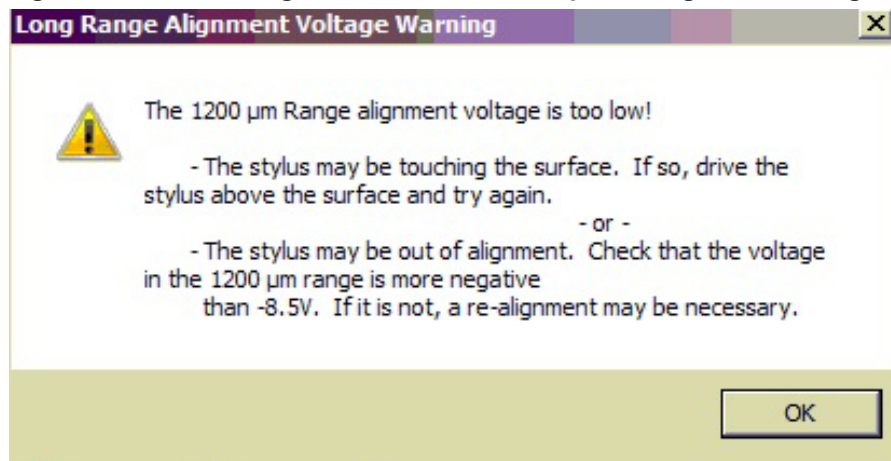 Long Range Alignment Voltage Warning
The 1200 µm Range alignment voltage is too low!
- The stylus may be touching the surface.  If so, drive the
stylus above the surface and try again.
- or -
- The stylus may be out of alignment.  Check that the voltage
in the 1200 µm range is more negative
than -8.5V.  If it is not, a re-alignment may be necessary.
OK